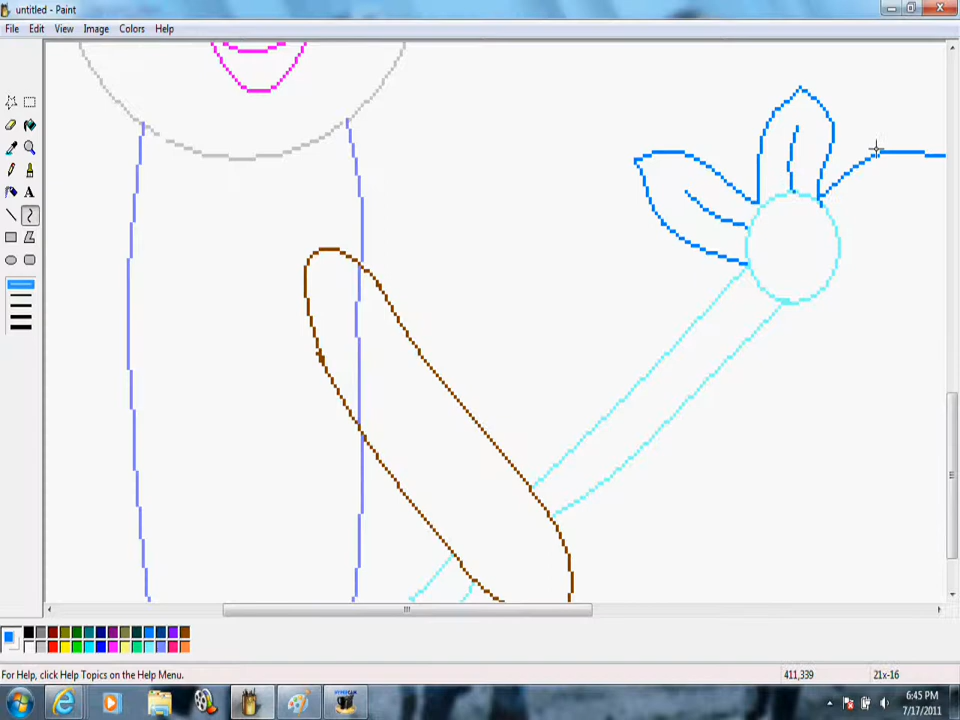 untitled - Paint
File Edit View Image Colors Help
A
For Help, click Help Topics on the Help Menu.
411,339
21x-16
6:45 PM
7/17/2011